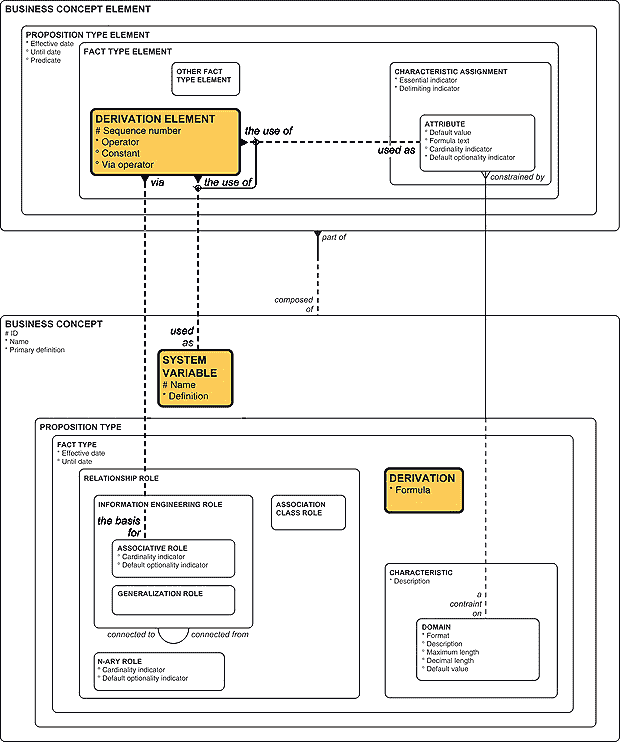 BUSINESS CONCEPT ELEMENT
PROPOSITION TYPE ELEMENT
* Effective date
° Until date
° Predicate
FACT TYPE ELEMENT
OTHER FACT
TYPE ELEMENT
CHARACTERISTIC ASSIGNMENT
* Essential indicator
° Delimiting indicator
DERIVATION ELEMENT
# Sequence number
* Operator
° Constant
° Via operator
the use of
used as
ATTRIBUTE
° Default value
* Formula text
° Cardinality indicator
° Default optionality indicator
constrained by
via
the use of
part of
composed
of
BUSINESS CONCEPT
# ID
* Name
* Primary definition
used
as
SYSTEM
VARIABLE
# Name
* Definition
PROPOSITION TYPE
FACT TYPE
* Effective date
° Until date
RELATIONSHIP ROLE
DERIVATION
* Formula
INFORMATION ENGINEERING ROLE
ASSOCIATION
CLASS ROLE
the basis
for
ASSOCIATIVE ROLE
° Cardinality indicator
° Default optionality indicator
GENERALIZATION ROLE
connected to
connected from
N-ARY ROLE
° Cardinality indicator
° Default optionality indicator
CHARACTERISTIC
* Description
a
contraint
on
DOMAIN
* Format
° Description
° Maximum length
° Decimal length
° Default value